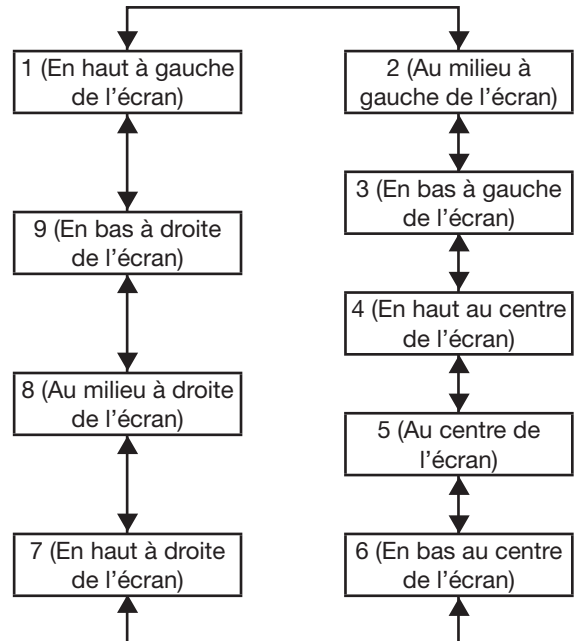 1 (En haut à gauche
de l'écran)
2 (Au milieu à
gauche de l'écran)
3 (En bas à gauche
de l'écran)
9 (En bas à droite
de l'écran)
4 (En haut au centre
de l'écran)
8 (Au milieu à droite
de l'écran)
5 (Au centre de
l'écran)
7 (En haut à droite
de l'écran)
6 (En bas au centre
de l'écran)